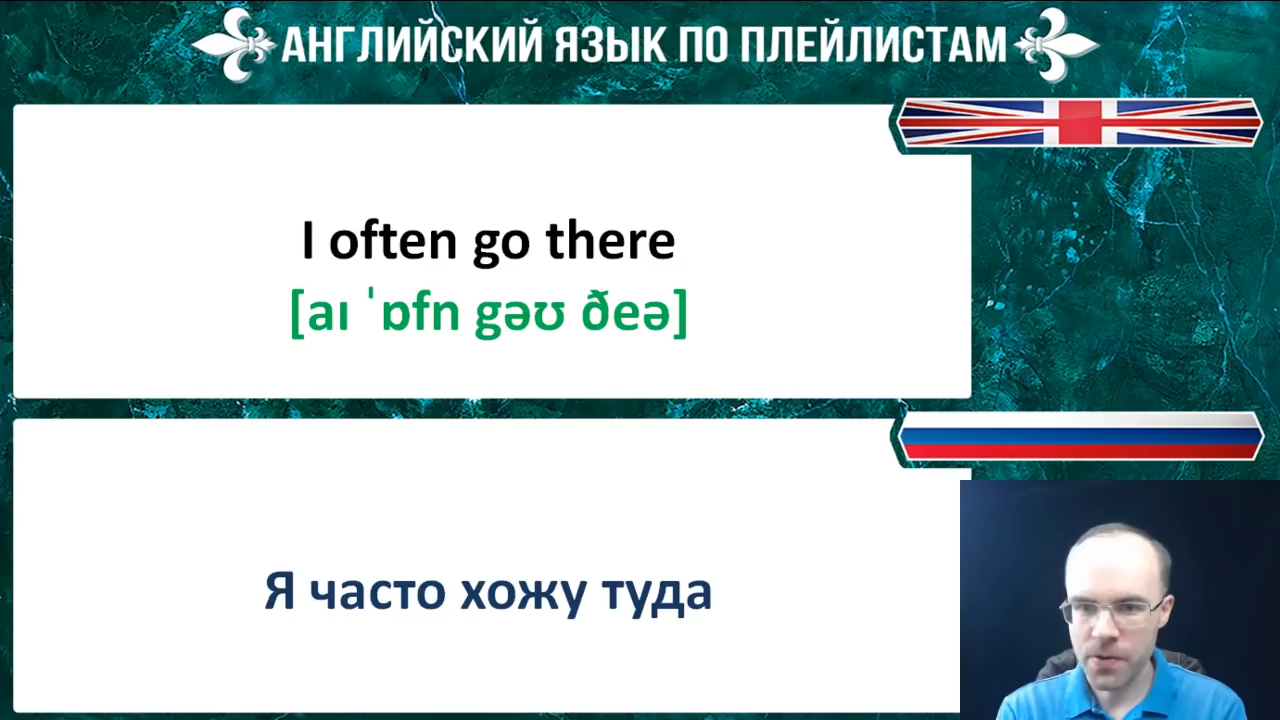 АНГЛИЙСКИЙ ЯЗЫК ПО ПЛЕЙЛИСТАМ
I often go there
[aɪ ˈɒfn gəʊ ðeə]
Я часто хожу туда